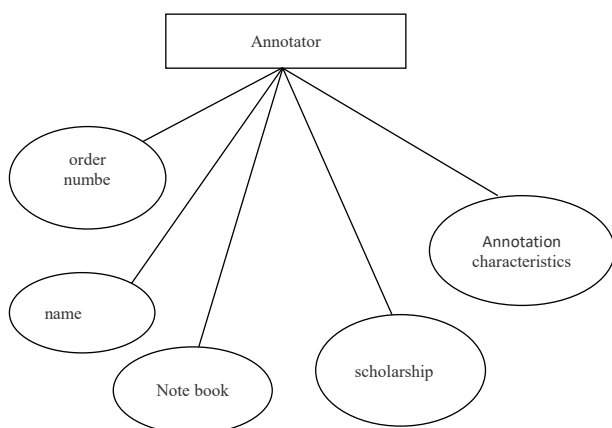 Annotator
order
numbe
Annotation
characteristics
name
scholarship
Note book